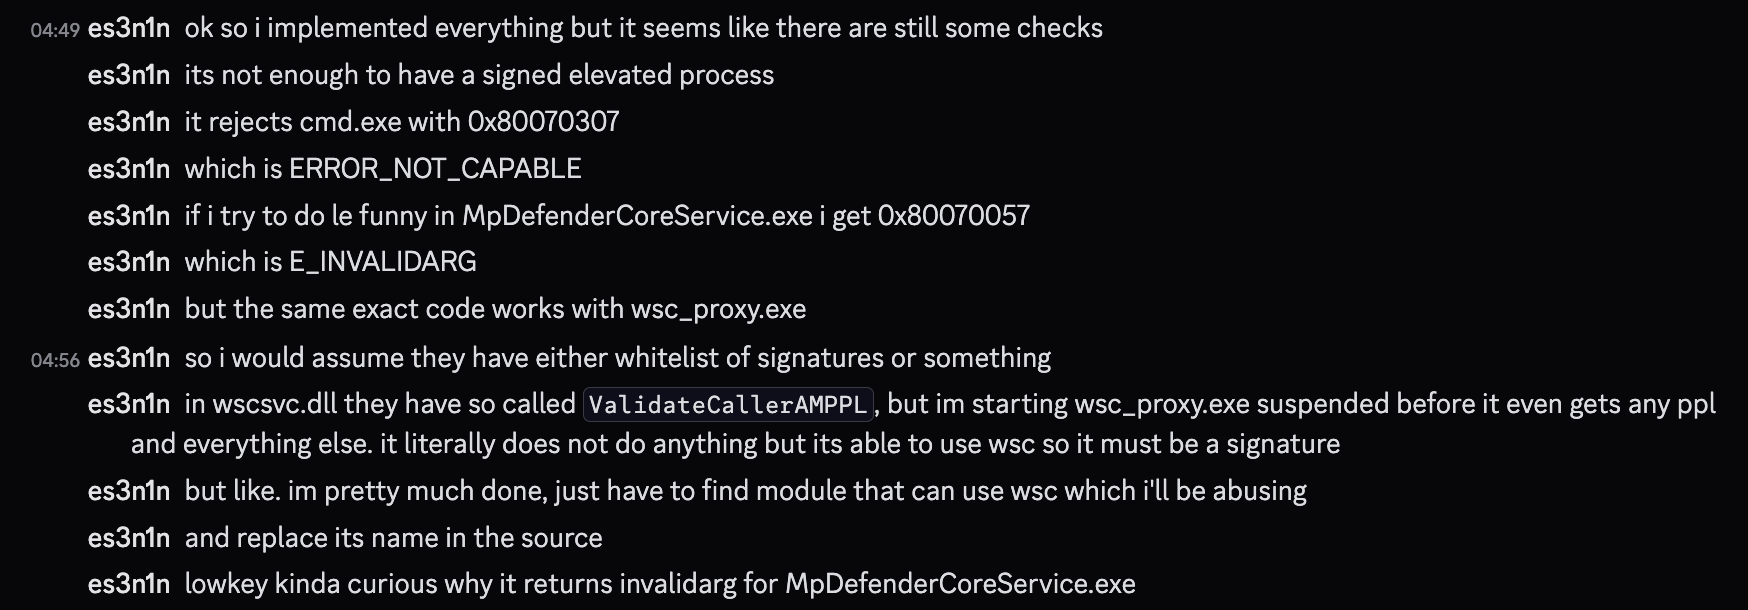 04:49 es3n1n ok so i implemented everything but it seems like there are still some checks
es3n1n its not enough to have a signed elevated process
es3n1n it rejects cmd.exe with 0x80070307
es3n1n which is ERROR_NOT_CAPABLE
es3n1n if i try to do le funny in MpDefenderCoreService.exe i get 0x80070057
es3n1n which is E_INVALIDARG
es3n1n but the same exact code works with wsc_proxy.exe
04:56 es3n1n so i would assume they have either whitelist of signatures or something
es3n1n in wscsvc.dll they have so called ValidateCallerAMPPL, but im starting wsc_proxy.exe suspended before it even gets any ppl
and everything else. it literally does not do anything but its able to use wsc so it must be a signature
es3n1n but like. im pretty much done, just have to find module that can use wsc which i'll be abusing
es3n1n and replace its name in the source
es3n1n lowkey kinda curious why it returns invalidarg for MpDefenderCoreService.exe